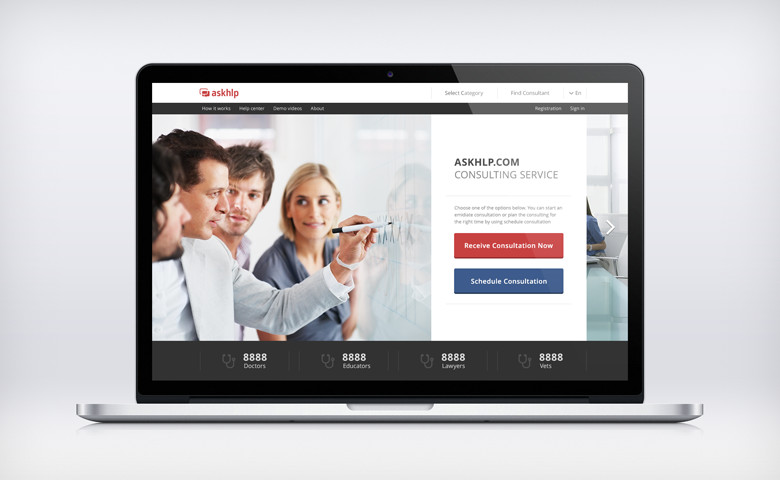 askhlp
Select Category
Find Consultant
En
How it works
Help center
Demo videos
About
Registration
Sign in
ASKHLP.COM
CONSULTING SERVICE
Choose one of the options below. You can start an
emidiate consultation or plan the consulting for
the right time by using schedule consultation
Receive Consultation Now
Schedule Consultation
8888
Doctors
8888
Educators
8888
Lawyers
8888
Vets